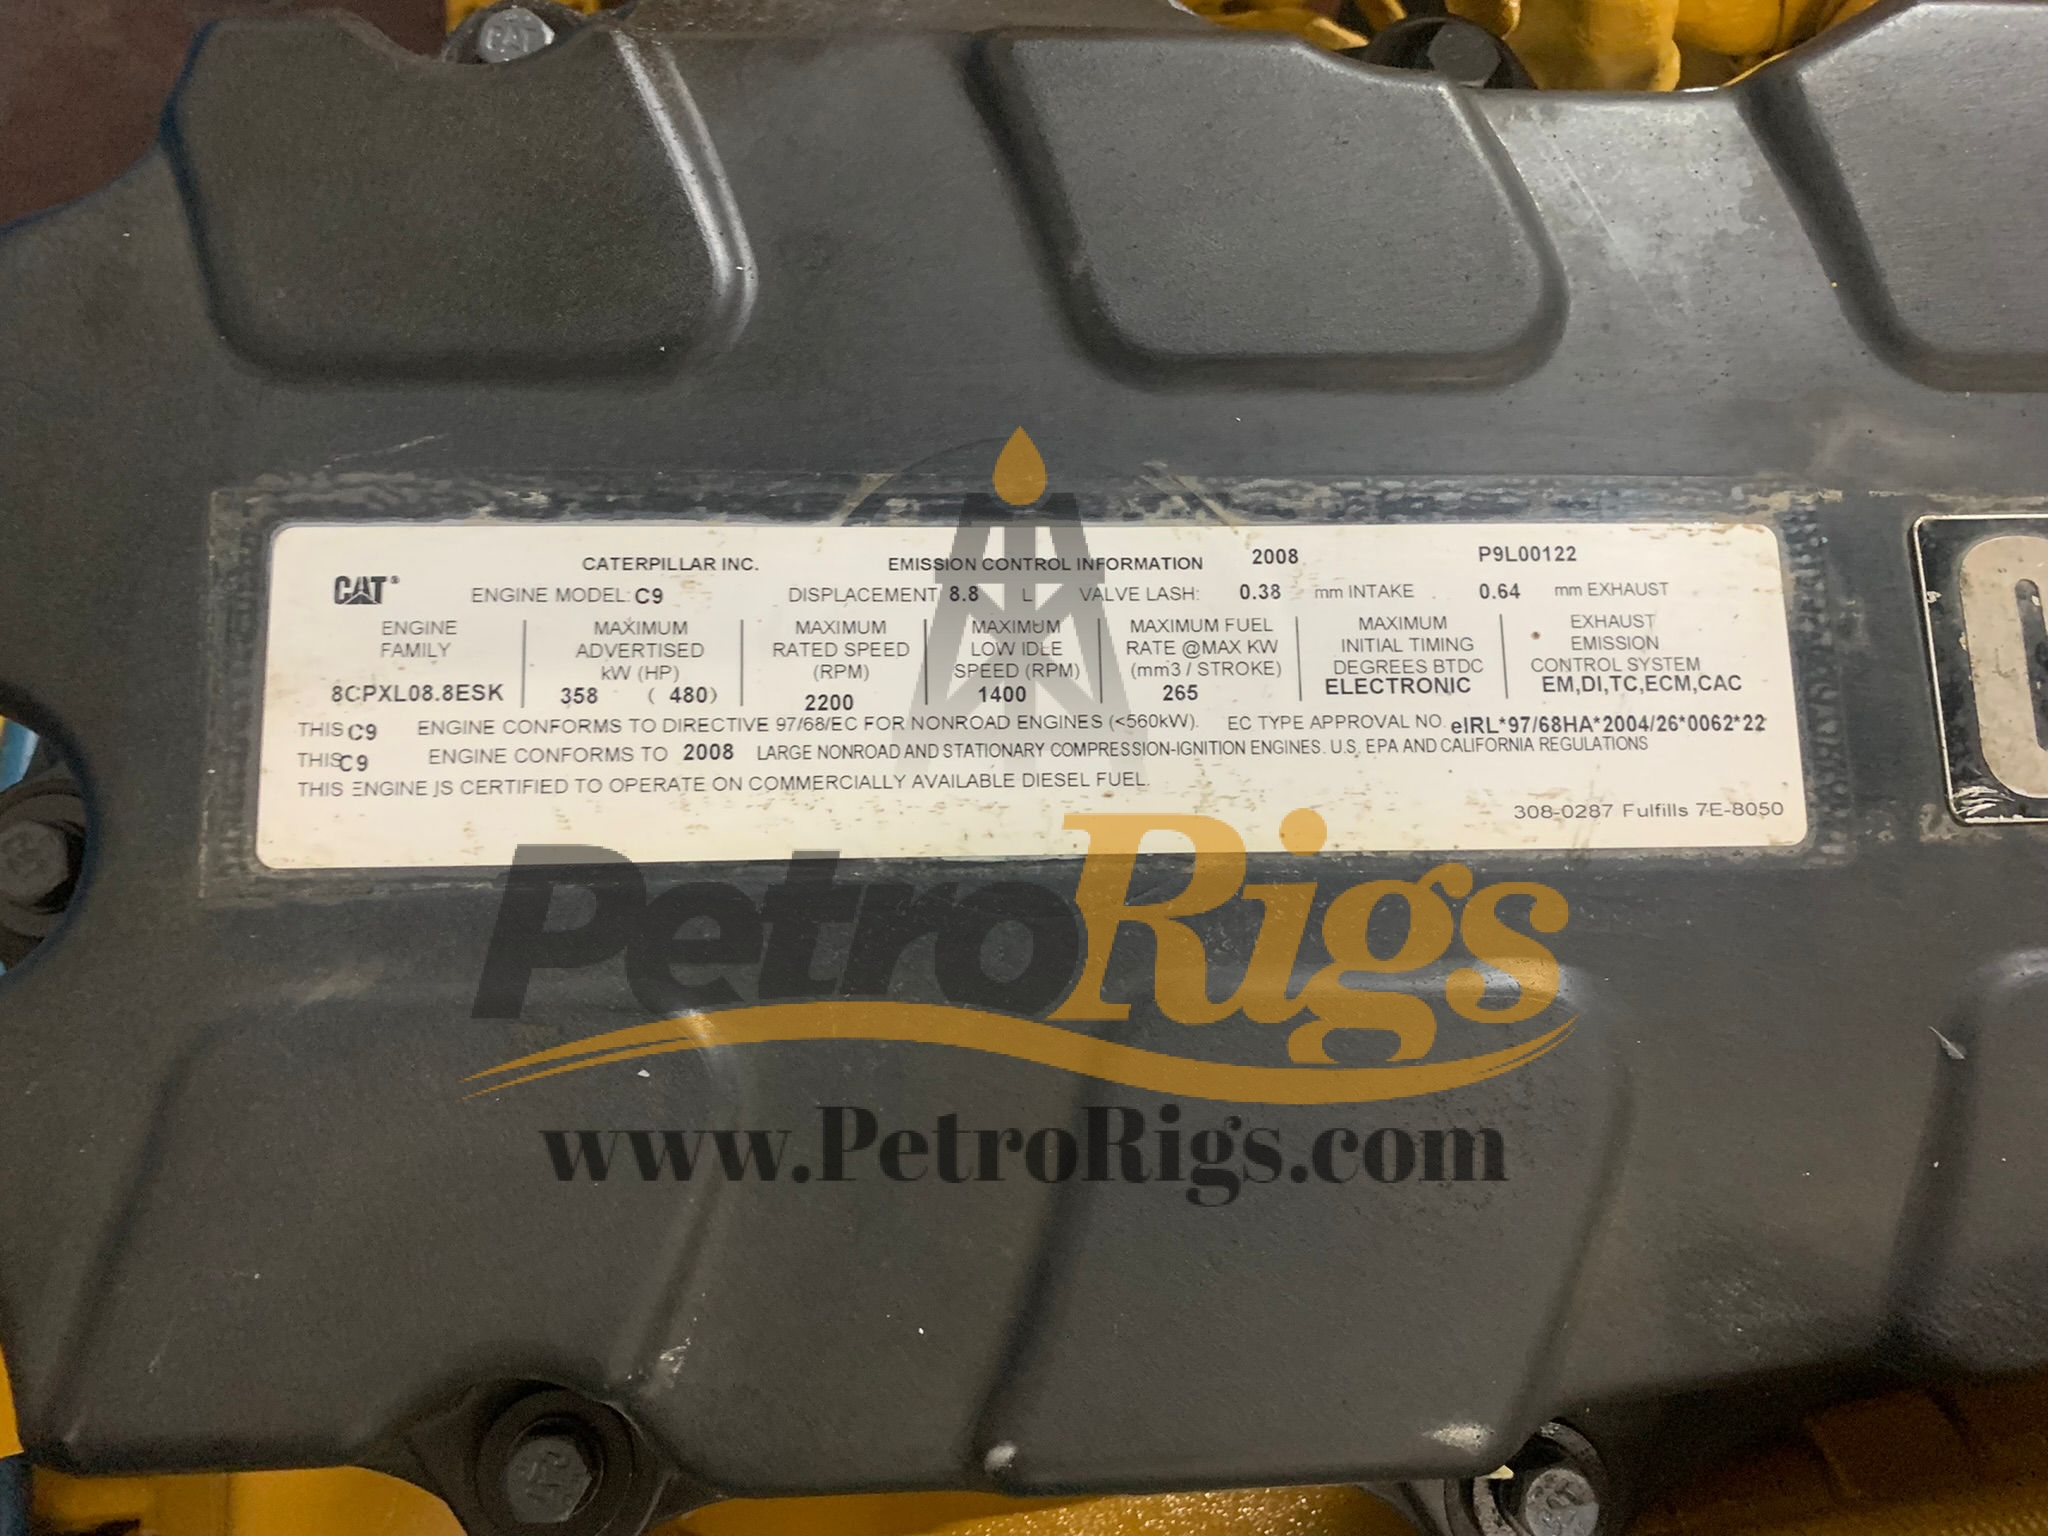 CAT
CATERPILLAR INC. EMISSION CONTROL INFORMATION 2008 P9L00122
CAT® ENGINE MODEL: C9 DISPLACEMENT 8.8 L VALVE LASH: 0.38 mm INTAKE 0.64 mm EXHAUST
ENGINE FAMILY 8CPXL08.8ESK
MAXIMUM ADVERTISED kW (HP) 358 ( 480)
MAXIMUM RATED SPEED (RPM) 2200
MAXIMUM LOW IDLE SPEED (RPM) 1400
MAXIMUM FUEL RATE @MAX KW (mm3 / STROKE) 265
MAXIMUM INITIAL TIMING DEGREES BTDC ELECTRONIC
EXHAUST EMISSION CONTROL SYSTEM EM,DI,TC,ECM,CAC
THIS C9 ENGINE CONFORMS TO DIRECTIVE 97/68/EC FOR NONROAD ENGINES (<560kW). EC TYPE APPROVAL NO. eIRL*97/68HA*2004/26*0062*22
THIS C9 ENGINE CONFORMS TO 2008 LARGE NONROAD AND STATIONARY COMPRESSION-IGNITION ENGINES. U.S. EPA AND CALIFORNIA REGULATIONS
THIS ENGINE IS CERTIFIED TO OPERATE ON COMMERCIALLY AVAILABLE DIESEL FUEL.
308-0287 Fulfills 7E-8050
PetroRigs
www.PetroRigs.com